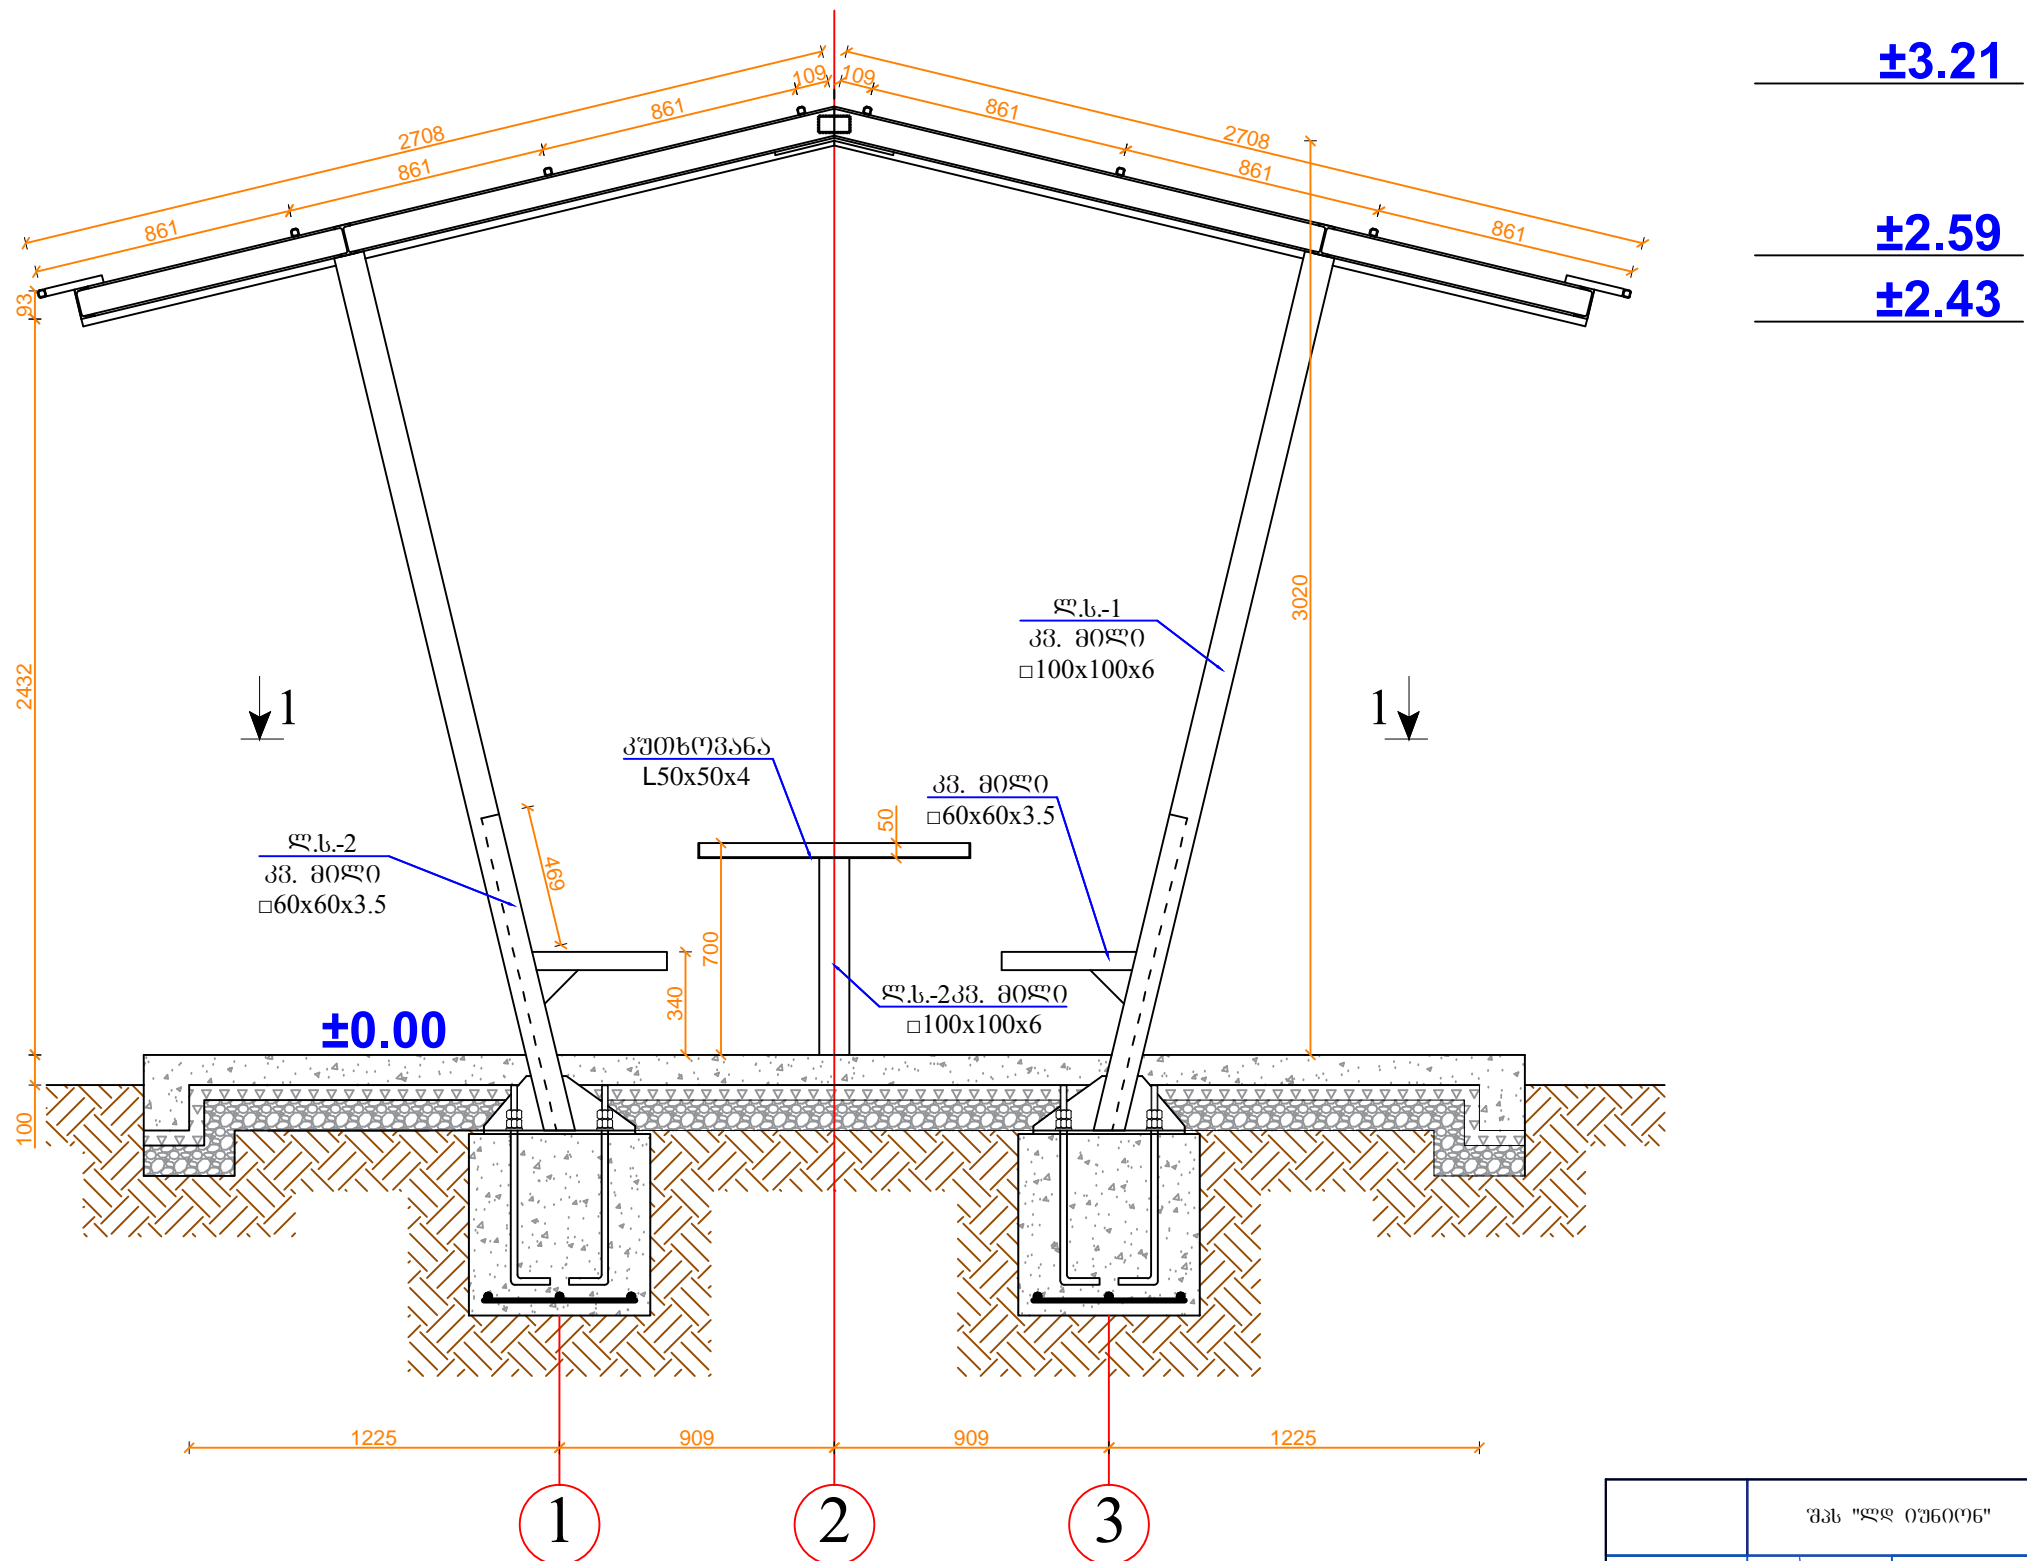 ±3.21
109
109
861
861
2708
2708
861
861
861
861
±2.59
±2.43
93
3020
ლ.ს.-1
კვ. მილი
□100x100x6
2432
1
1
კუთხოვანა
L50x50x4
კვ. მილი
□60x60x3.5
50
ლ.ს.-2
კვ. მილი
□60x60x3.5
469
700
340
ლ.ს.-2კვ. მილი
□100x100x6
±0.00
100
1225
909
909
1225
1
2
3
შპს "ლდ იუნიონ"